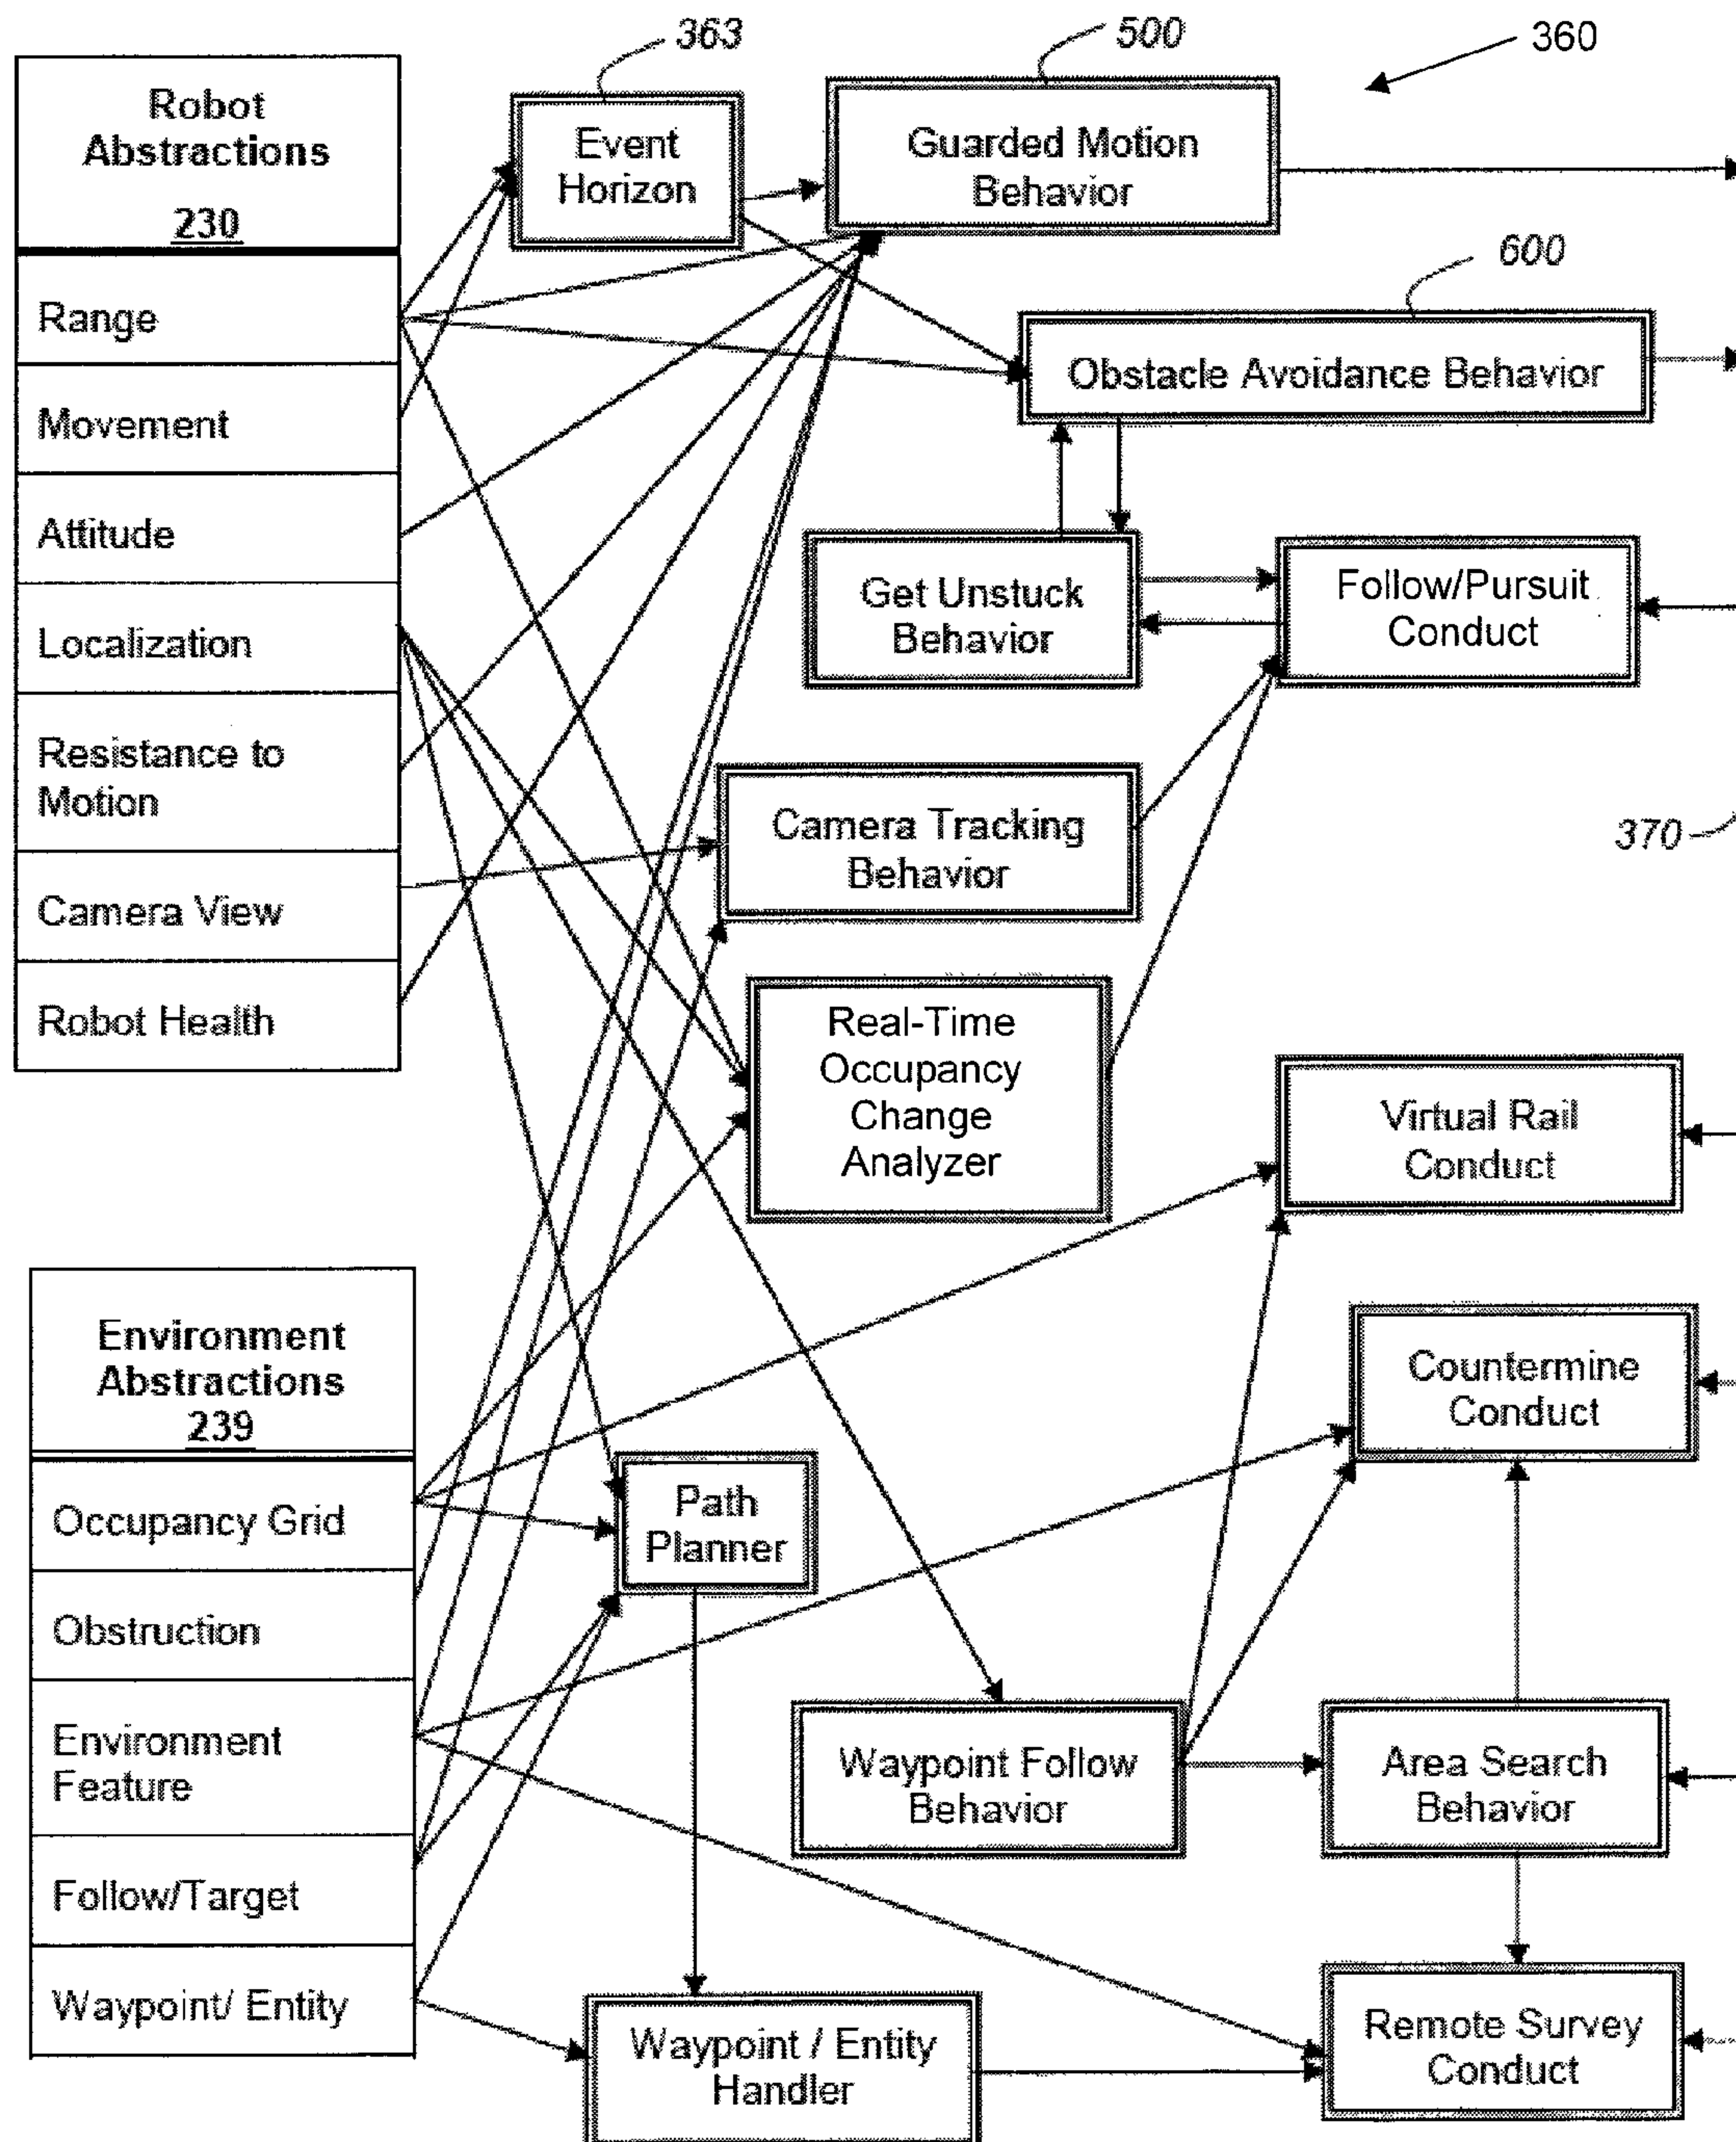 363
500
360
Robot
Abstractions
230
Range
Movement
Attitude
Localization
Resistance to
Motion
Camera View
Robot Health
Event
Horizon
Guarded Motion
Behavior
600
Obstacle Avoidance Behavior
Get Unstuck
Behavior
Follow/Pursuit
Conduct
Camera Tracking
Behavior
370
Real-Time
Occupancy
Change
Analyzer
Virtual Rail
Conduct
Environment
Abstractions
239
Occupancy Grid
Obstruction
Environment
Feature
Follow/Target
Waypoint/ Entity
Countermine
Conduct
Path
Planner
Waypoint Follow
Behavior
Area Search
Behavior
Waypoint / Entity
Handler
Remote Survey
Conduct